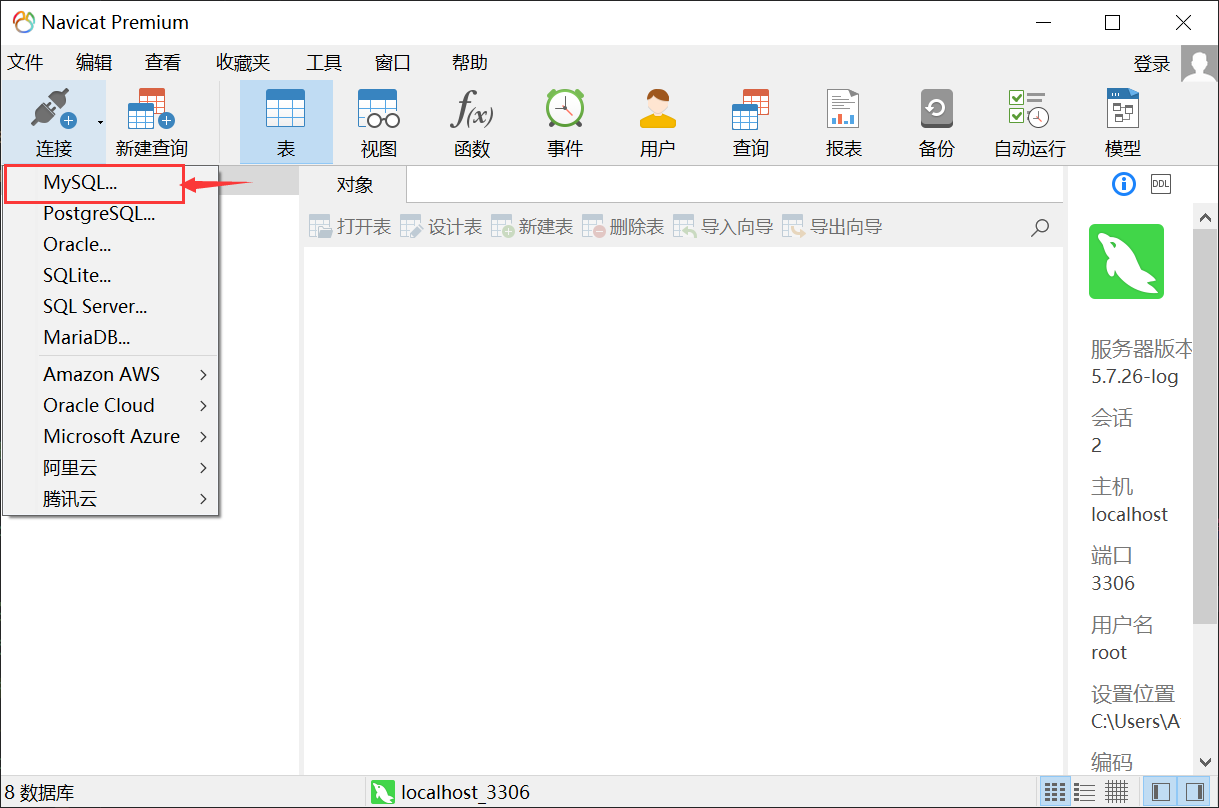 Navicat Premium
文件 编辑 查看 收藏夹 工具 窗口 帮助 登录
连接 新建查询 表 视图 函数 事件 用户 查询 报表 备份 自动运行 模型
f(x)
MySQL...
PostgreSQL...
Oracle...
SQLite...
SQL Server...
MariaDB...
Amazon AWS
Oracle Cloud
Microsoft Azure
阿里云
腾讯云
对象
DDL
打开表 设计表 新建表 删除表 导入向导 导出向导
服务器版本
5.7.26-log
会话
2
主机
localhost
端口
3306
用户名
root
设置位置
C:\Users\A
编码
8 数据库 localhost_3306